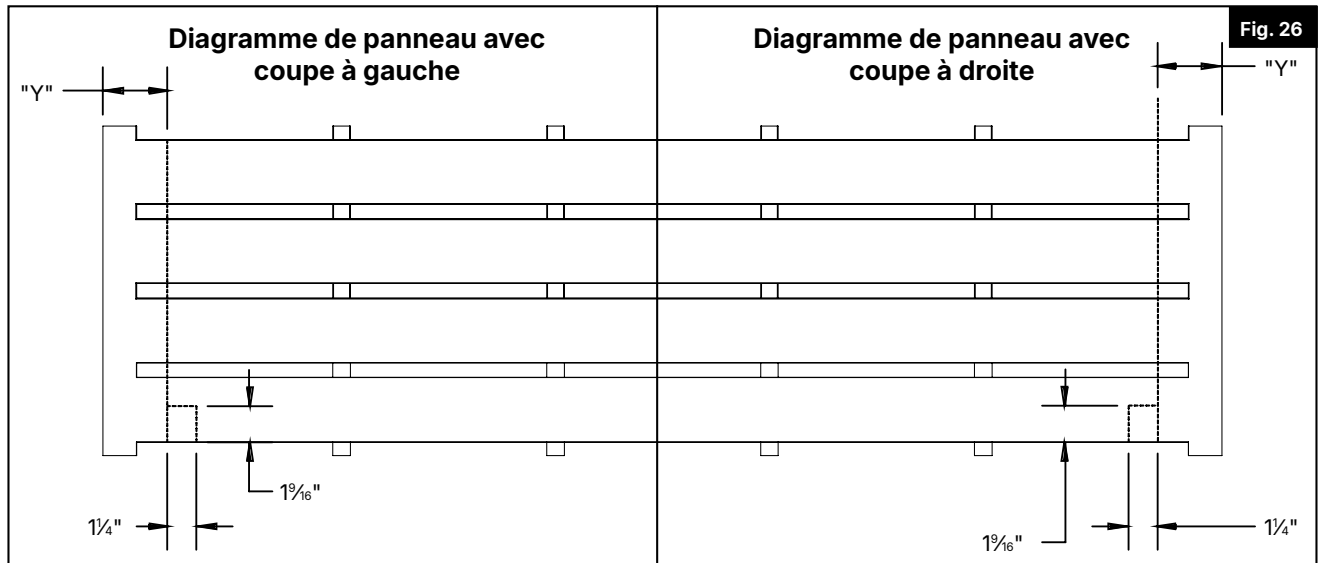 Fig. 26
Diagramme de panneau avec
coupe à gauche
"Y"
1⁹⁄₁₆"
1¼"
Diagramme de panneau avec
coupe à droite
"Y"
1⁹⁄₁₆"
1¼"